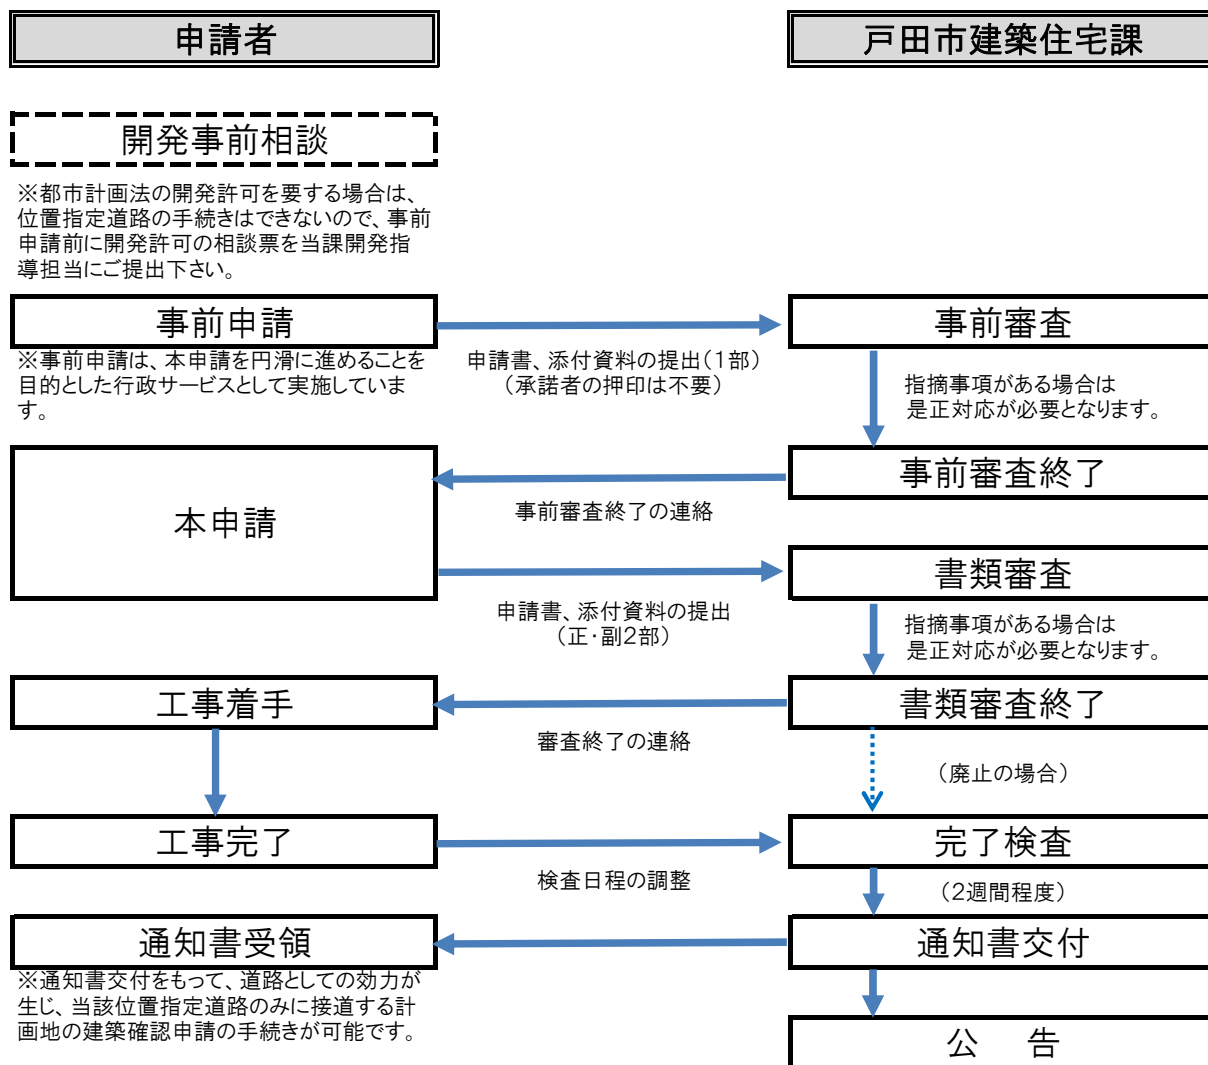 申請者
戸田市建築住宅課
開発事前相談
※都市計画法の開発許可を要する場合は、
位置指定道路の手続きはできないので、事前
申請前に開発許可の相談票を当課開発指
導担当にご提出下さい。
事前申請
事前審査
※事前申請は、本申請を円滑に進めることを
目的とした行政サービスとして実施していま
す。
申請書、添付資料の提出（１部）
（承諾者の押印は不要）
指摘事項がある場合は
是正対応が必要となります。
事前審査終了
事前審査終了の連絡
本申請
書類審査
申請書、添付資料の提出
（正・副２部）
指摘事項がある場合は
是正対応が必要となります。
工事着手
書類審査終了
審査終了の連絡
（廃止の場合）
工事完了
完了検査
検査日程の調整
（２週間程度）
通知書受領
通知書交付
※通知書交付をもって、道路としての効力が
生じ、当該位置指定道路のみに接道する計
画地の建築確認申請の手続きが可能です。
公　告